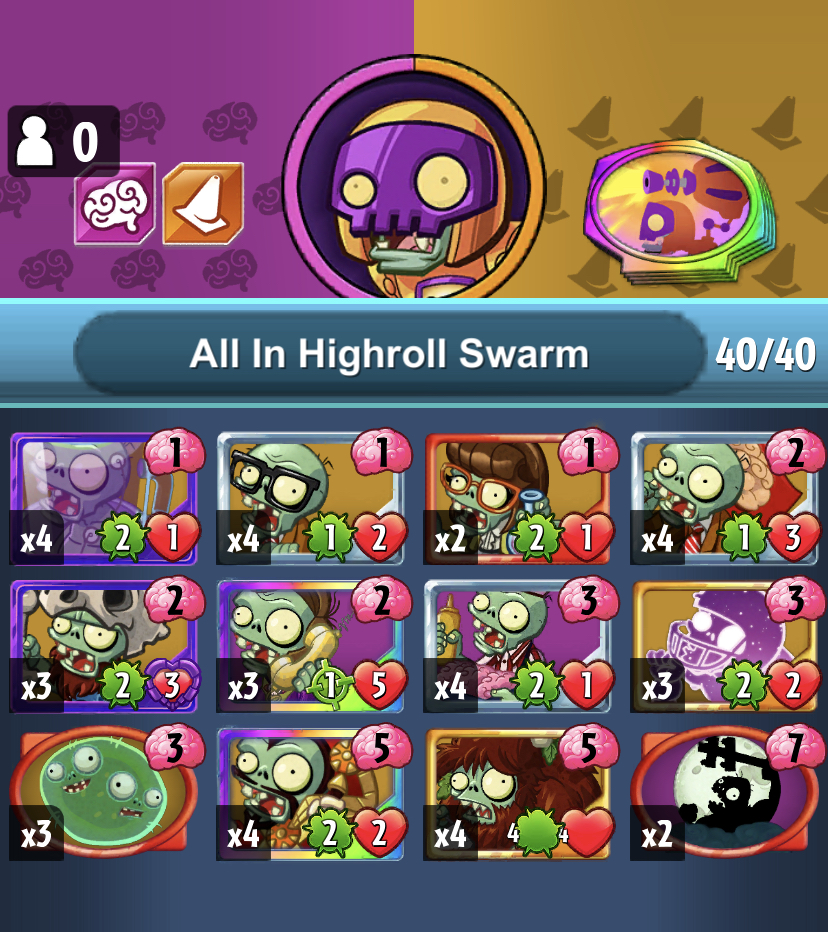 0
All In Highroll Swarm 40/40
1 1 1 2
x4 2 1 x4 1 2 x2 2 1 x4 1 3
2 2 3 3
x3 2 3 x3 1 5 x4 2 1 x3 2 2
3 5 5 7
x3 x4 2 2 x4 4 4 x2